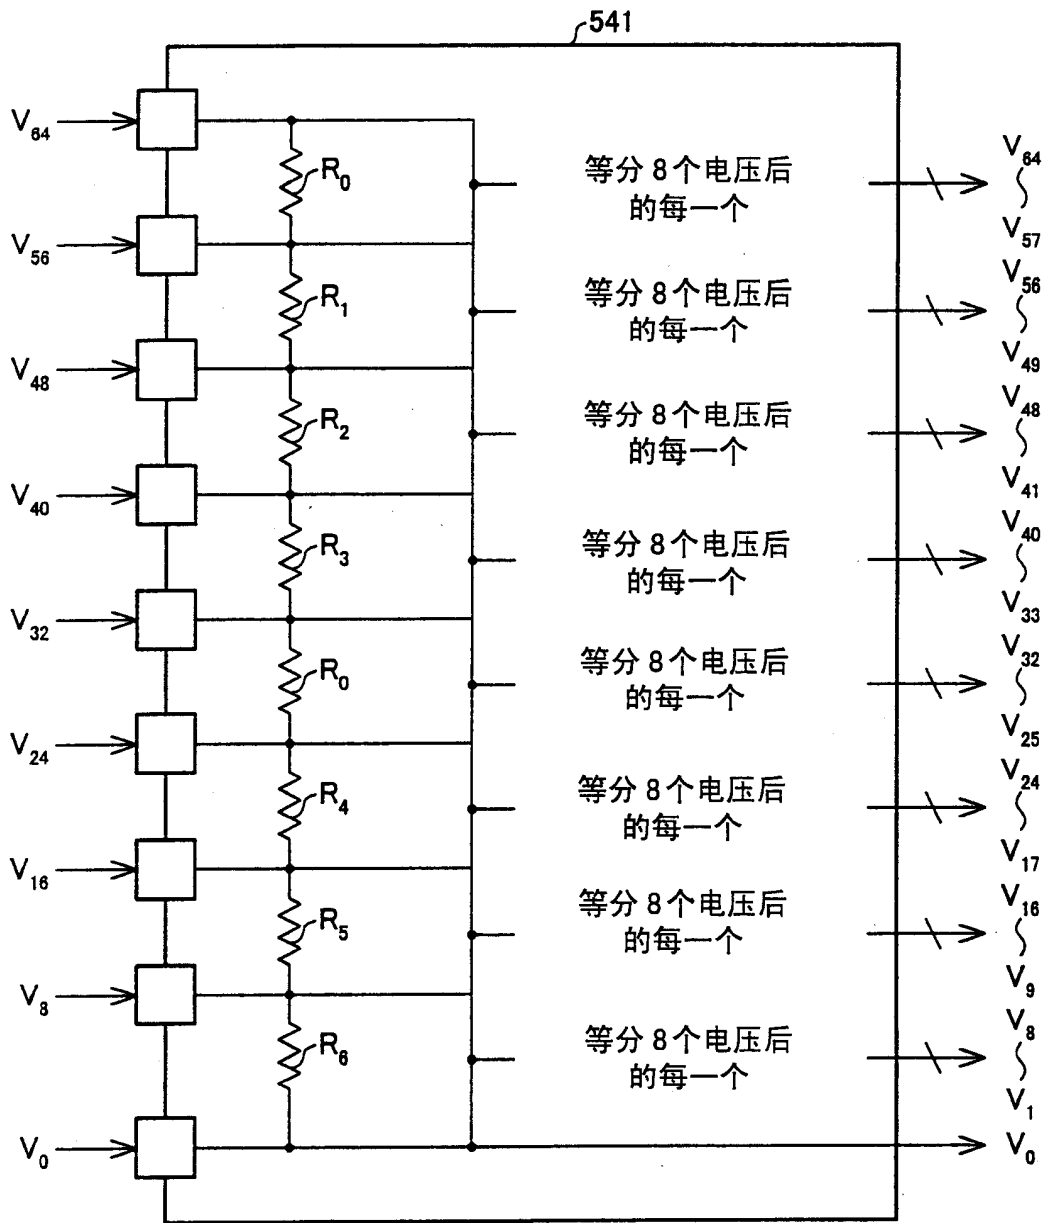 541
V64
R0
等分8个电压后
的每一个
V64
V57
V56
R1
等分8个电压后
的每一个
V56
V49
V48
R2
等分8个电压后
的每一个
V48
V41
V40
R3
等分8个电压后
的每一个
V40
V33
V32
R0
等分8个电压后
的每一个
V32
V25
V24
R4
等分8个电压后
的每一个
V24
V17
V16
R5
等分8个电压后
的每一个
V16
V9
V8
R6
等分8个电压后
的每一个
V8
V1
V0
V0